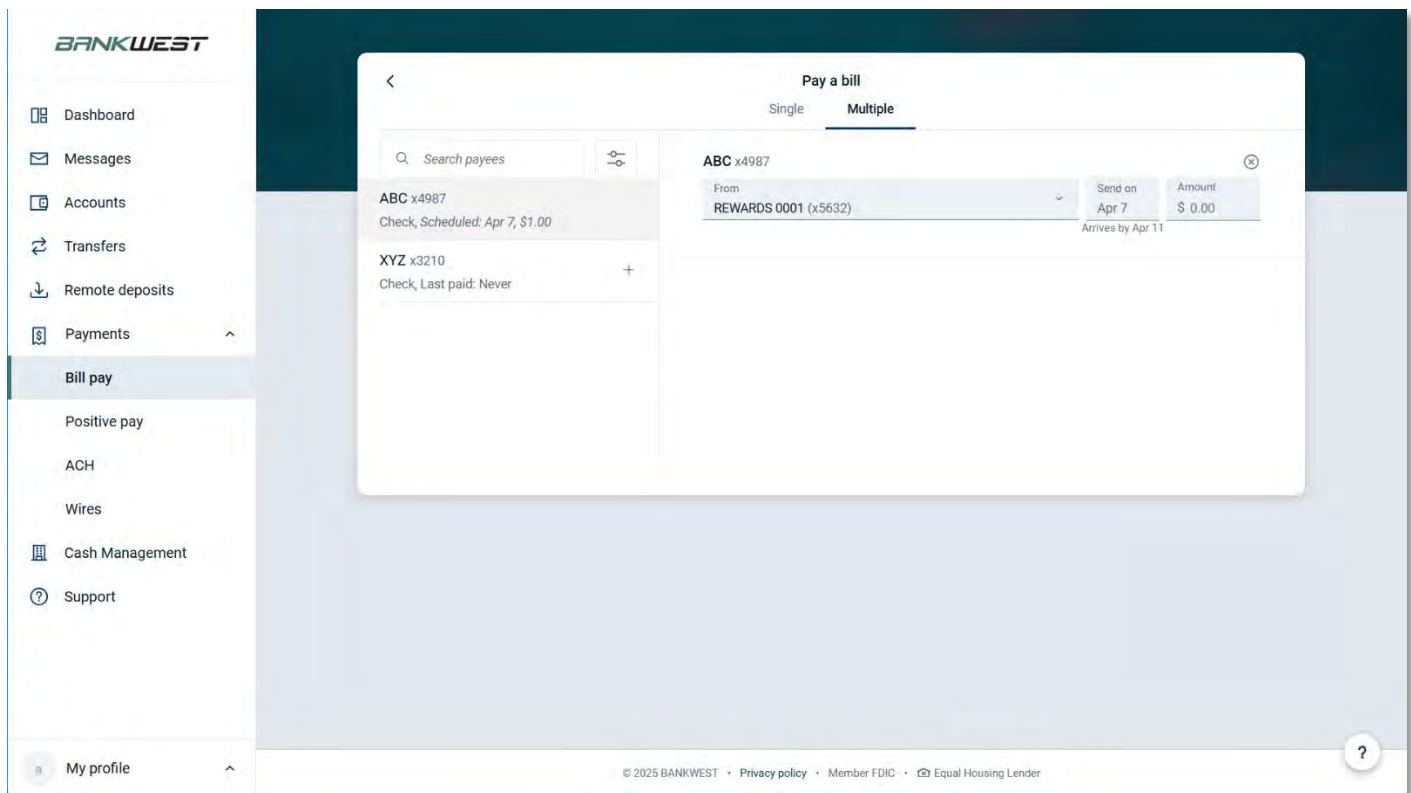 BANKWEST
Dashboard
Messages
Accounts
Transfers
Remote deposits
Payments
Bill pay
Positive pay
ACH
Wires
Cash Management
Support
a My profile
Pay a bill
Single Multiple
Search payees
ABC x4987
Check, Scheduled: Apr 7, $1.00
XYZ x3210
Check, Last paid: Never
+
ABC x4987
From
REWARDS 0001 (x5632)
Send on
Apr 7
Arrives by Apr 11
Amount
$ 0.00
© 2025 BANKWEST • Privacy policy • Member FDIC • Equal Housing Lender
?